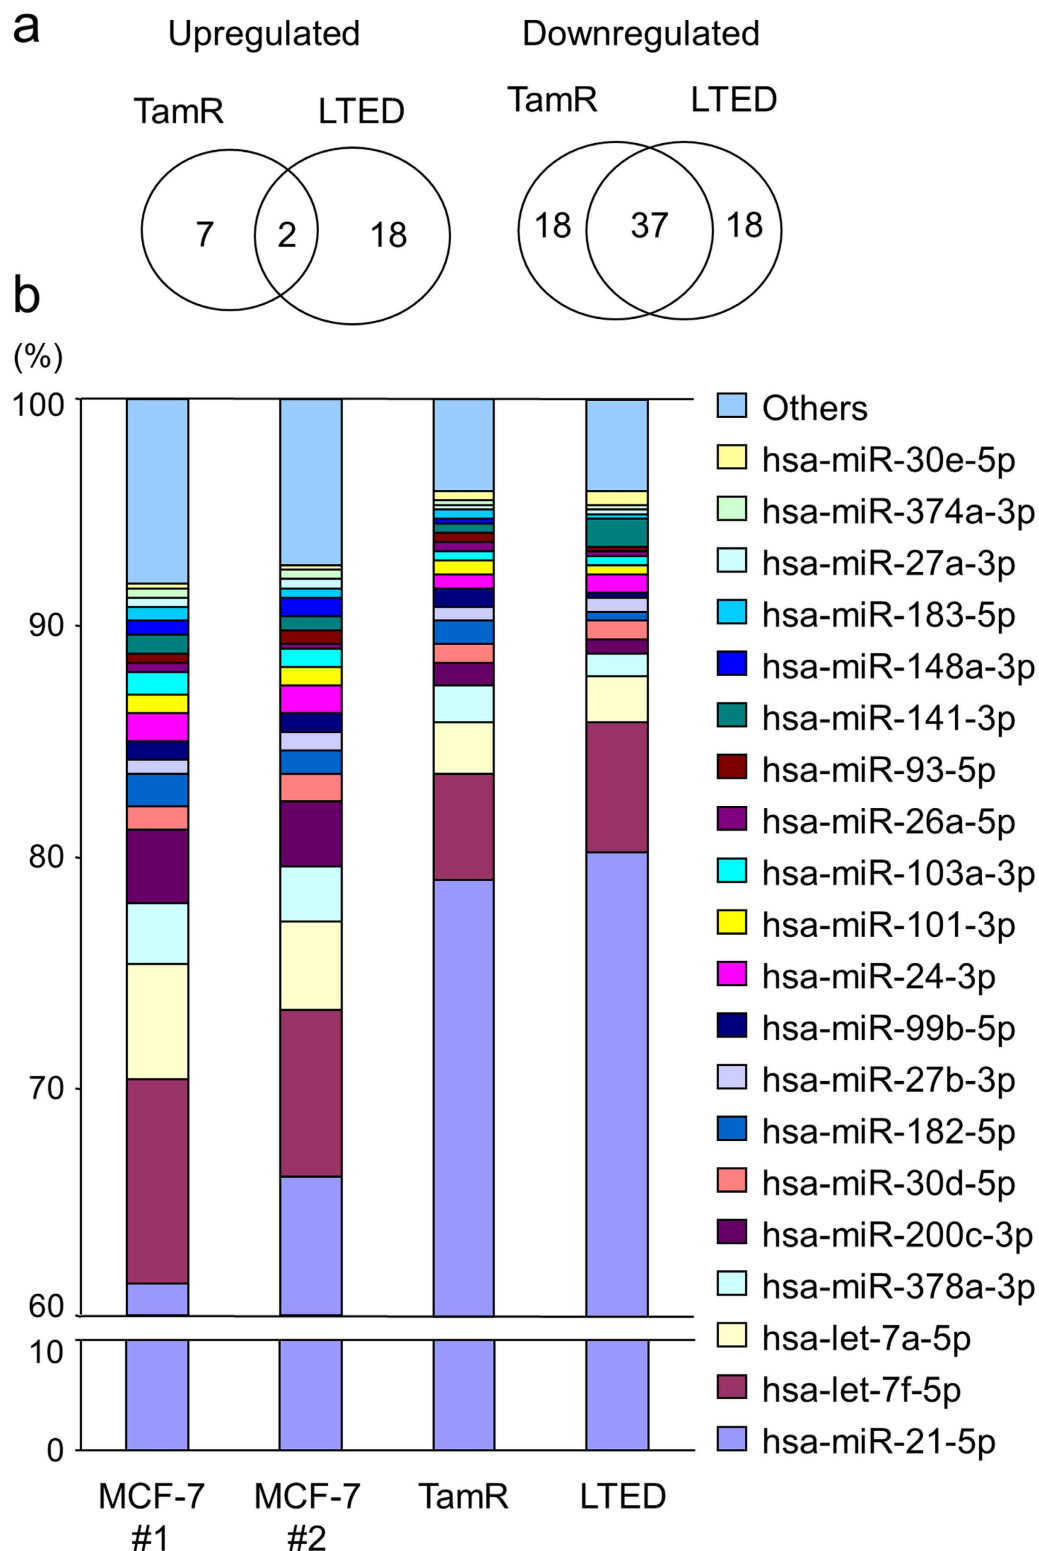 a
Upregulated
Downregulated
TamR
LTED
TamR
LTED
7
2
18
18
37
18
b
(%)
100
90
80
70
60
10
0
Others
hsa-miR-30e-5p
hsa-miR-374a-3p
hsa-miR-27a-3p
hsa-miR-183-5p
hsa-miR-148a-3p
hsa-miR-141-3p
hsa-miR-93-5p
hsa-miR-26a-5p
hsa-miR-103a-3p
hsa-miR-101-3p
hsa-miR-24-3p
hsa-miR-99b-5p
hsa-miR-27b-3p
hsa-miR-182-5p
hsa-miR-30d-5p
hsa-miR-200c-3p
hsa-miR-378a-3p
hsa-let-7a-5p
hsa-let-7f-5p
hsa-miR-21-5p
MCF-7
#1
MCF-7
#2
TamR
LTED